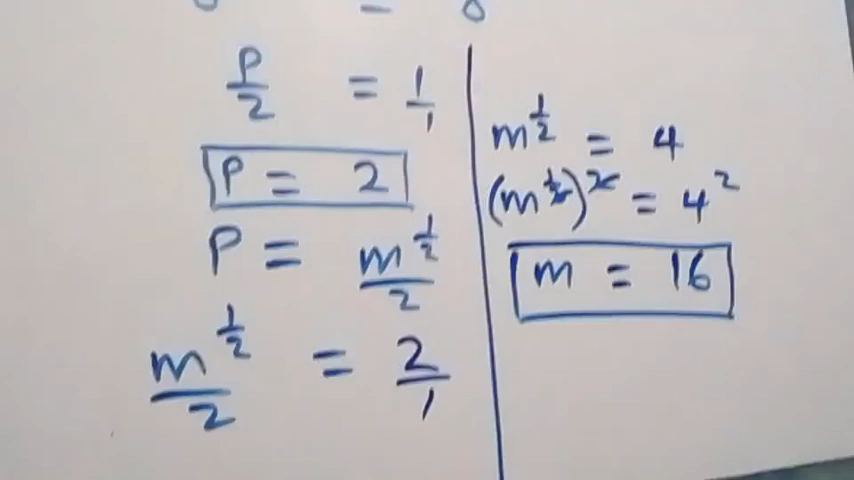 P/2 = 1/1
P = 2
P = m^(1/2)/2
m^(1/2)/2 = 2/1
m^(1/2) = 4
(m^(1/2))^2 = 4^2
m = 16